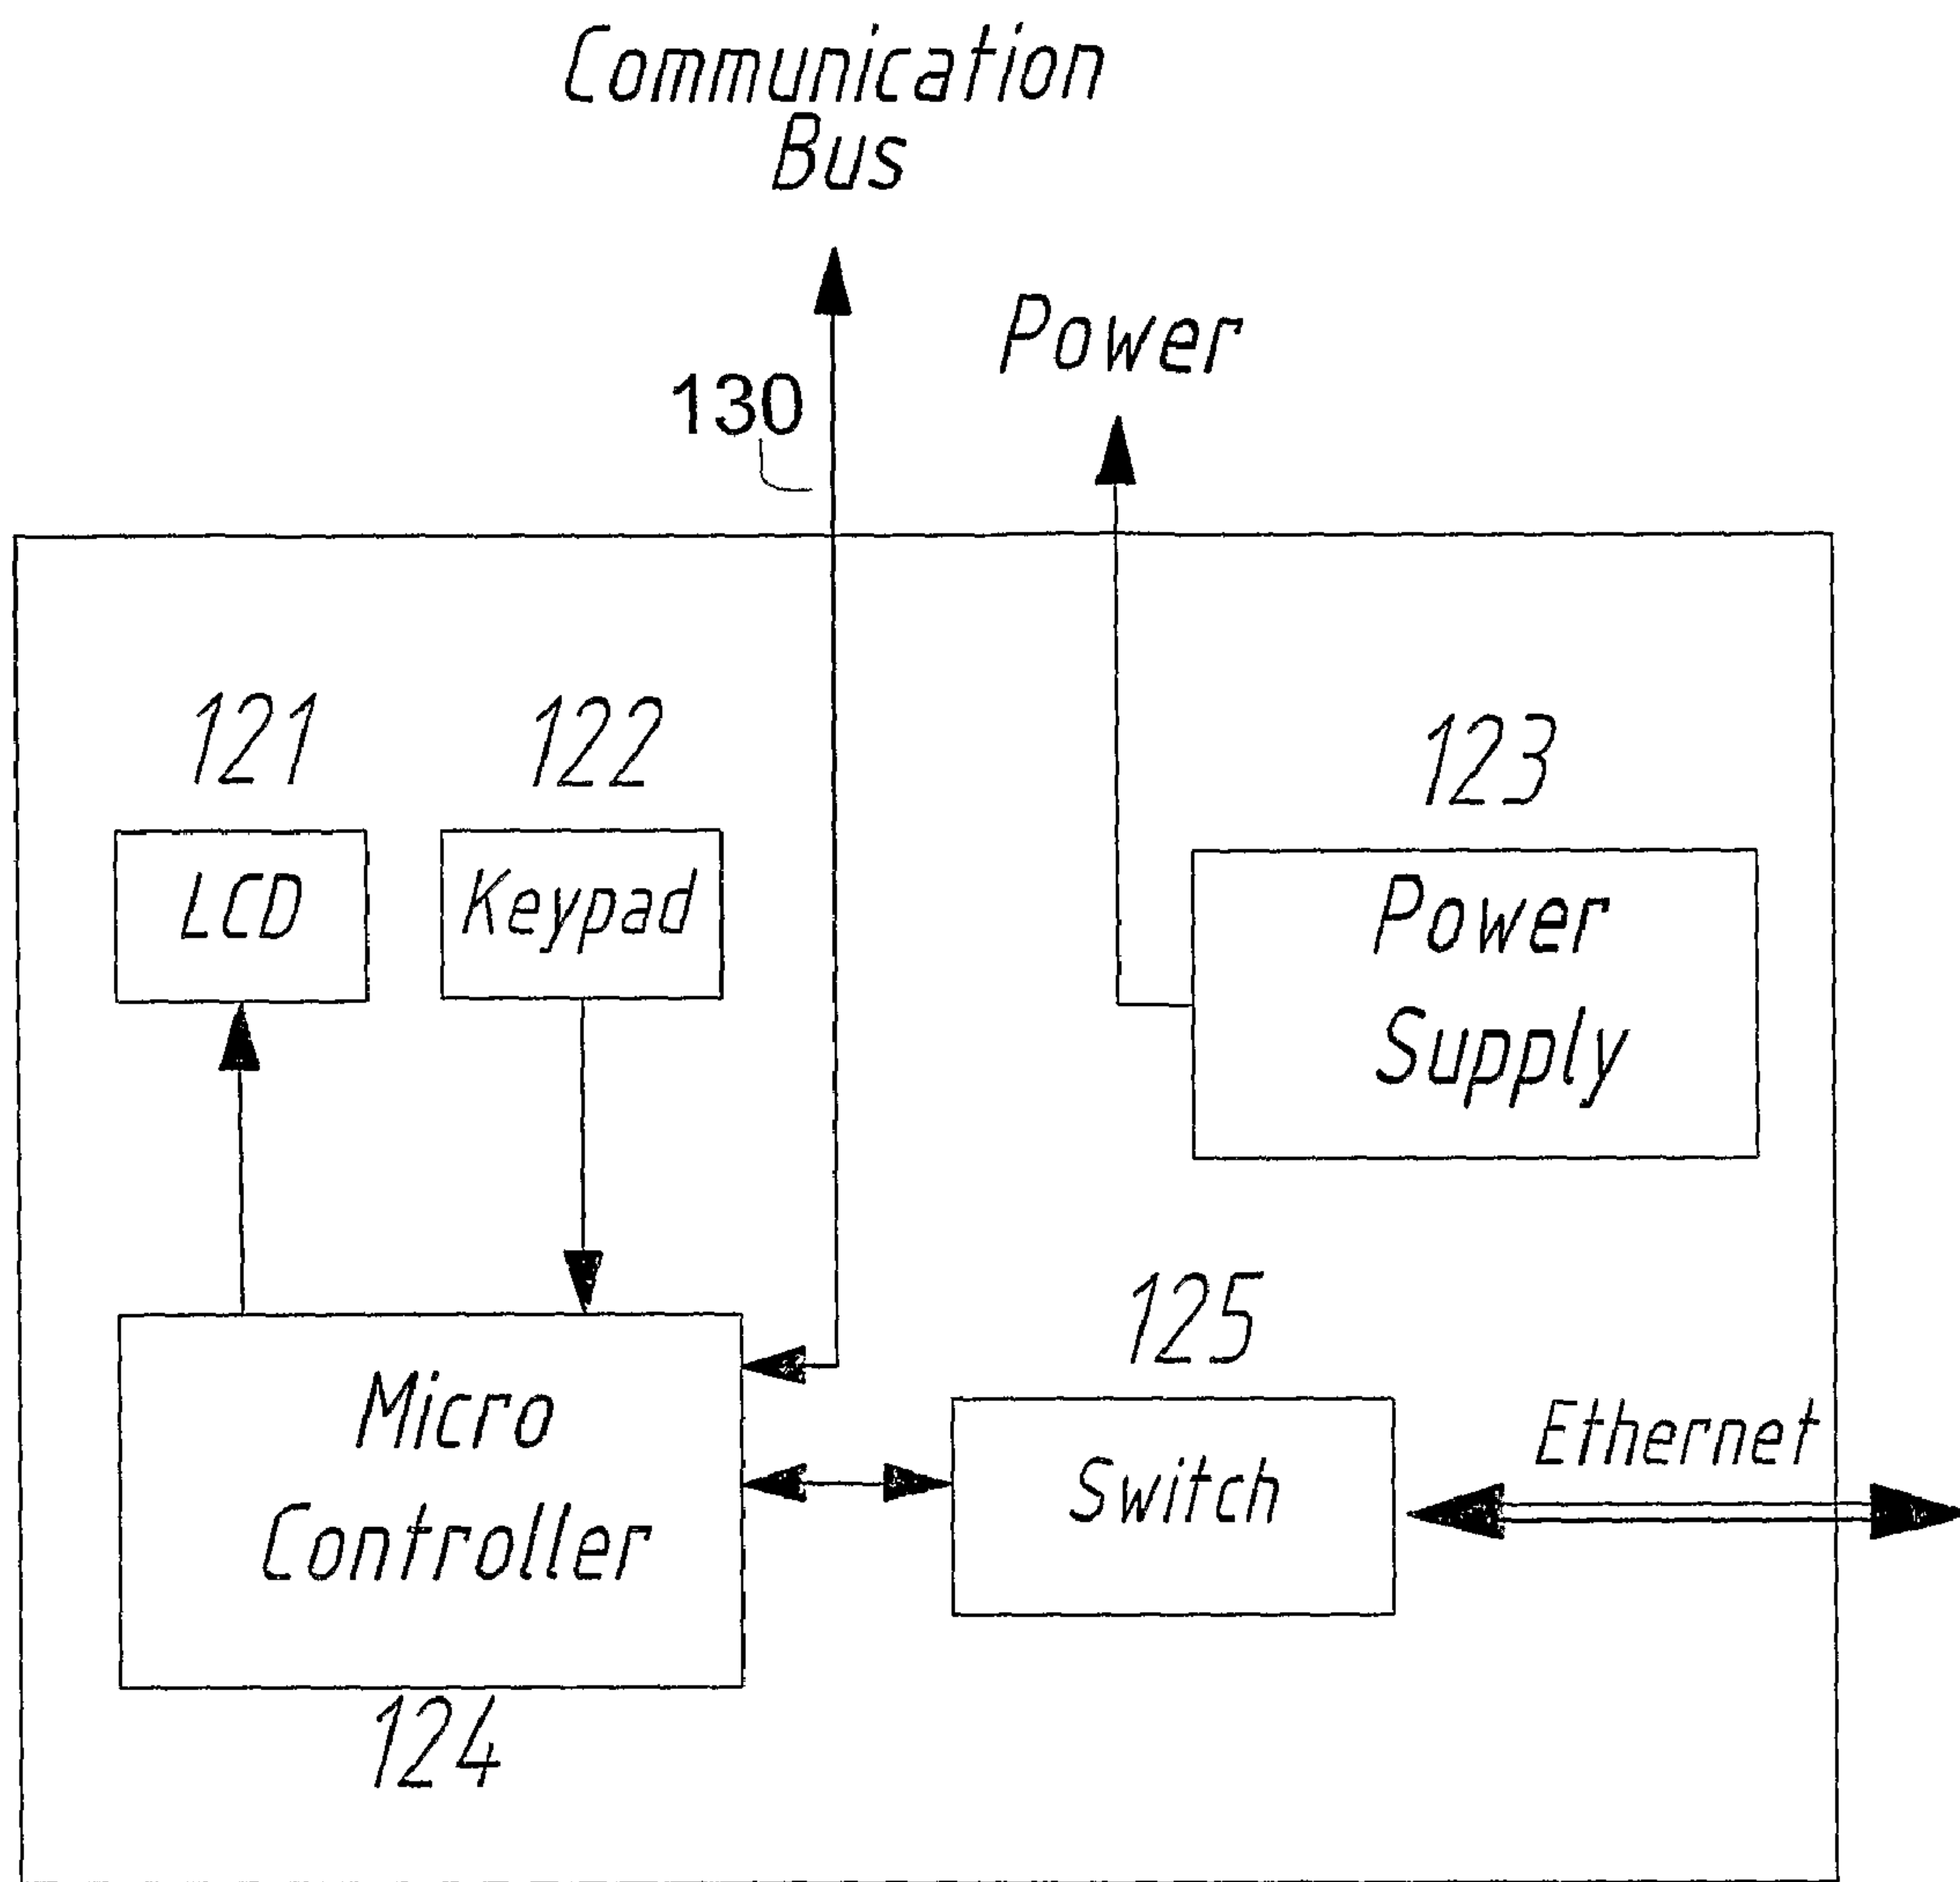 Communication
Bus
Power
130
121
122
123
LCD
Keypad
Power
Supply
125
Micro
Controller
Switch
Ethernet
124